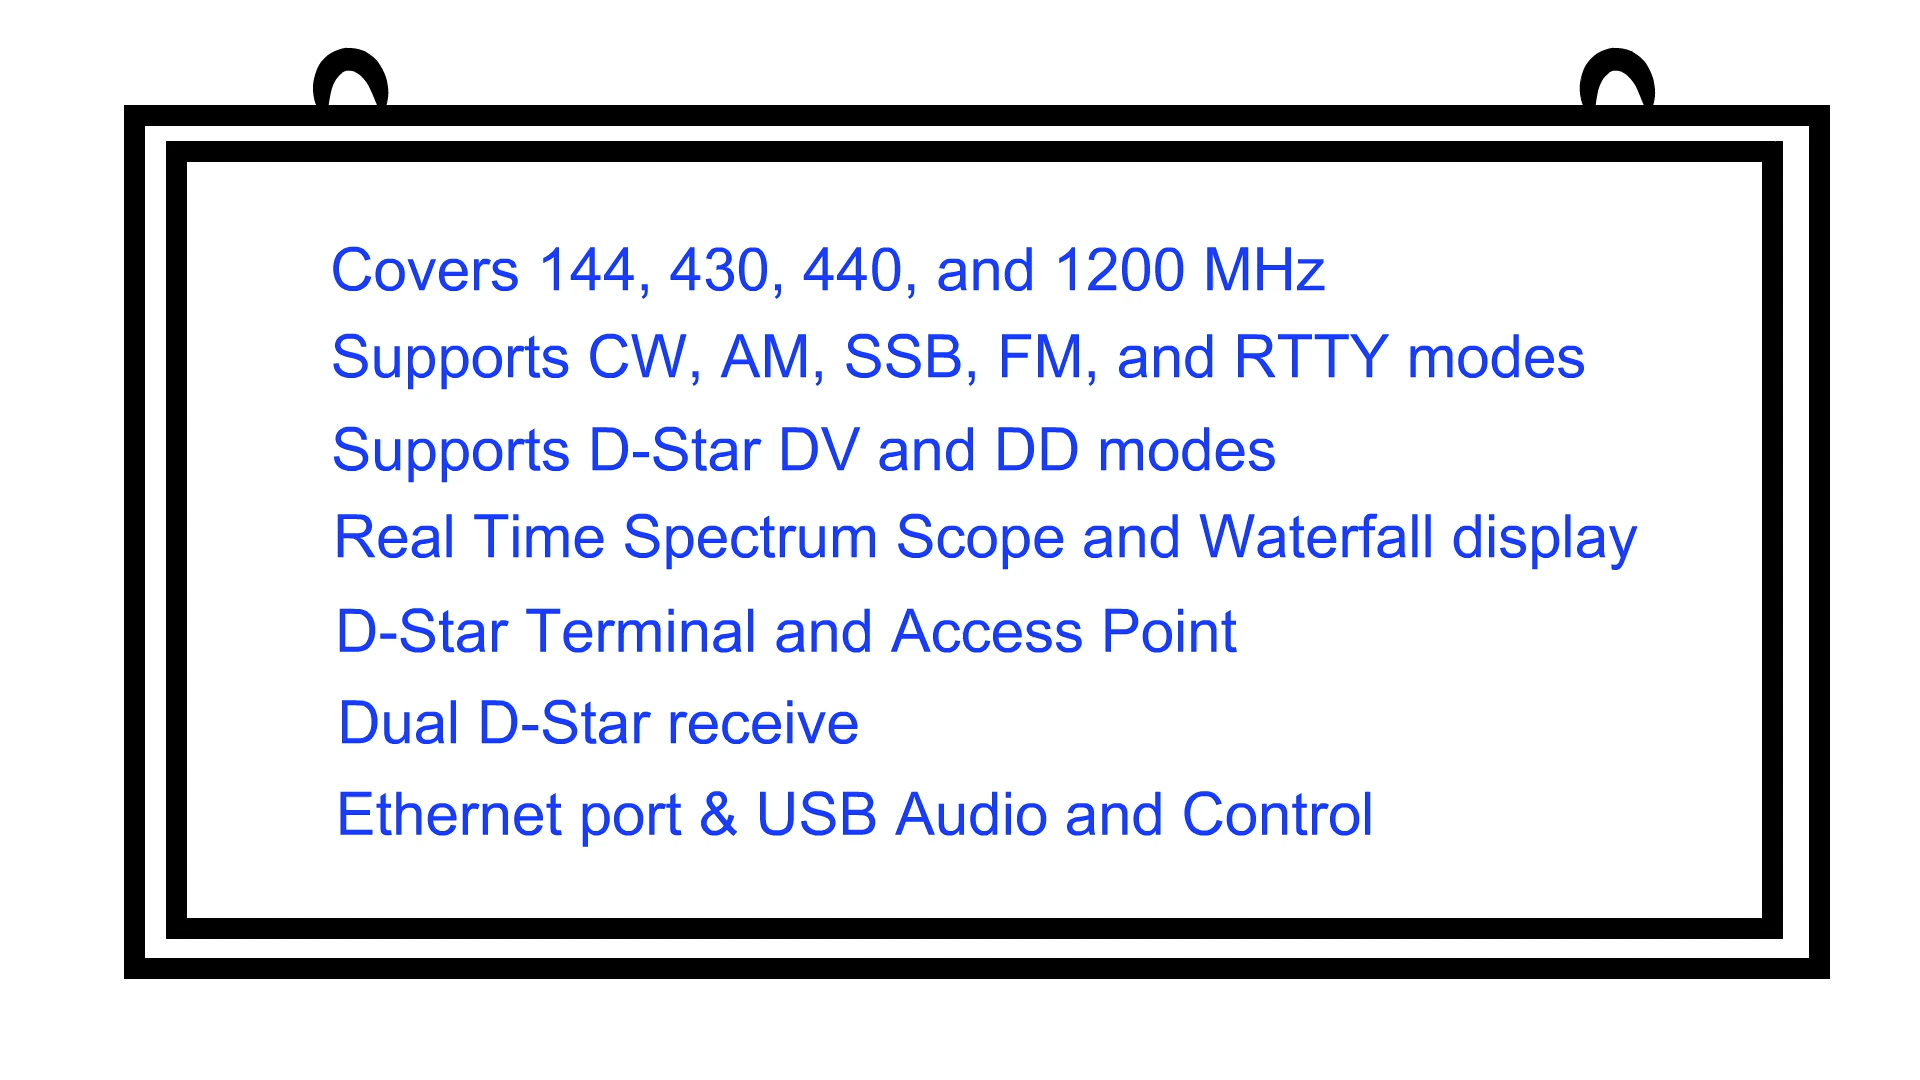 Covers 144, 430, 440, and 1200 MHz
Supports CW, AM, SSB, FM, and RTTY modes
Supports D-Star DV and DD modes
Real Time Spectrum Scope and Waterfall display
D-Star Terminal and Access Point
Dual D-Star receive
Ethernet port & USB Audio and Control